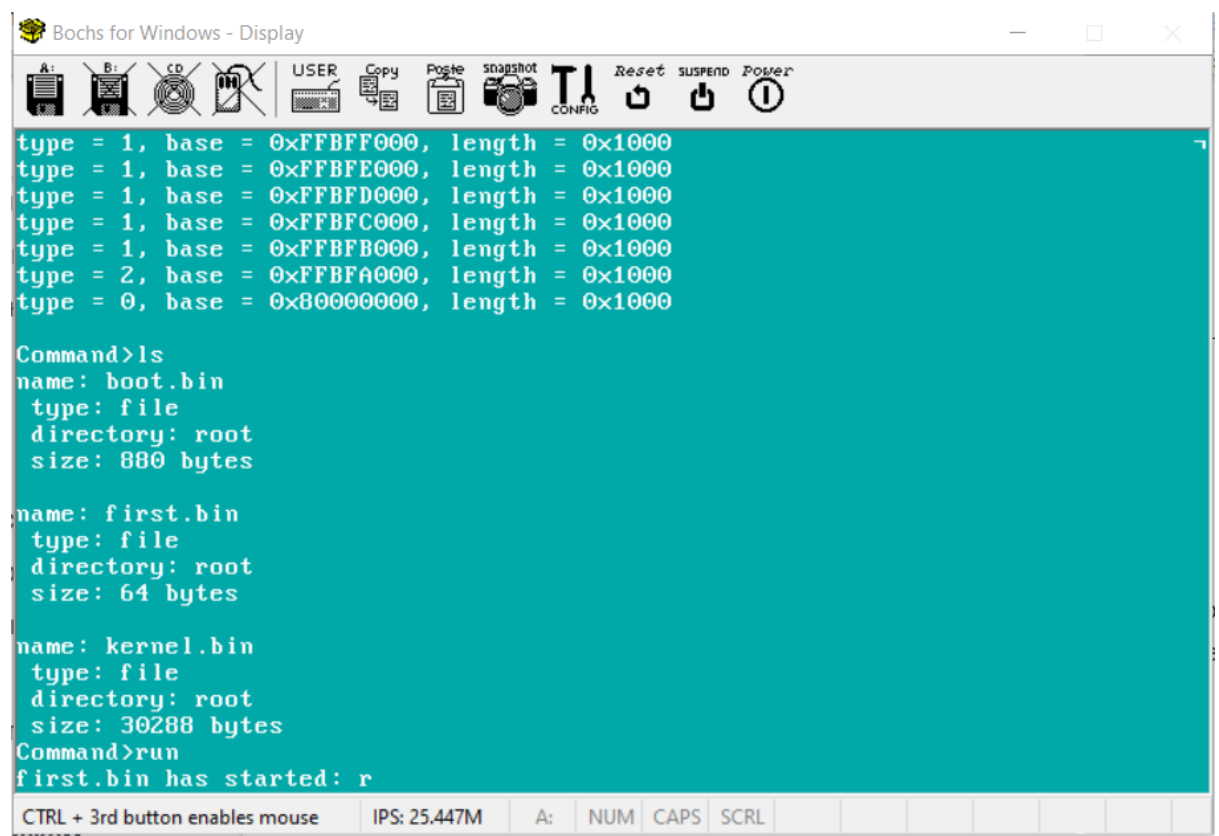 Bochs for Windows - Display
A: B: CD USER Copy Poste snapshot CONFIG Reset SUSPEND Power
type = 1, base = 0xFFBFF000, length = 0x1000
type = 1, base = 0xFFBFE000, length = 0x1000
type = 1, base = 0xFFBFD000, length = 0x1000
type = 1, base = 0xFFBFC000, length = 0x1000
type = 1, base = 0xFFBFB000, length = 0x1000
type = 2, base = 0xFFBFA000, length = 0x1000
type = 0, base = 0x80000000, length = 0x1000
Command>ls
name: boot.bin
type: file
directory: root
size: 880 bytes
name: first.bin
type: file
directory: root
size: 64 bytes
name: kernel.bin
type: file
directory: root
size: 30288 bytes
Command>run
first.bin has started: r
CTRL + 3rd button enables mouse IPS: 25.447M A: NUM CAPS SCRL